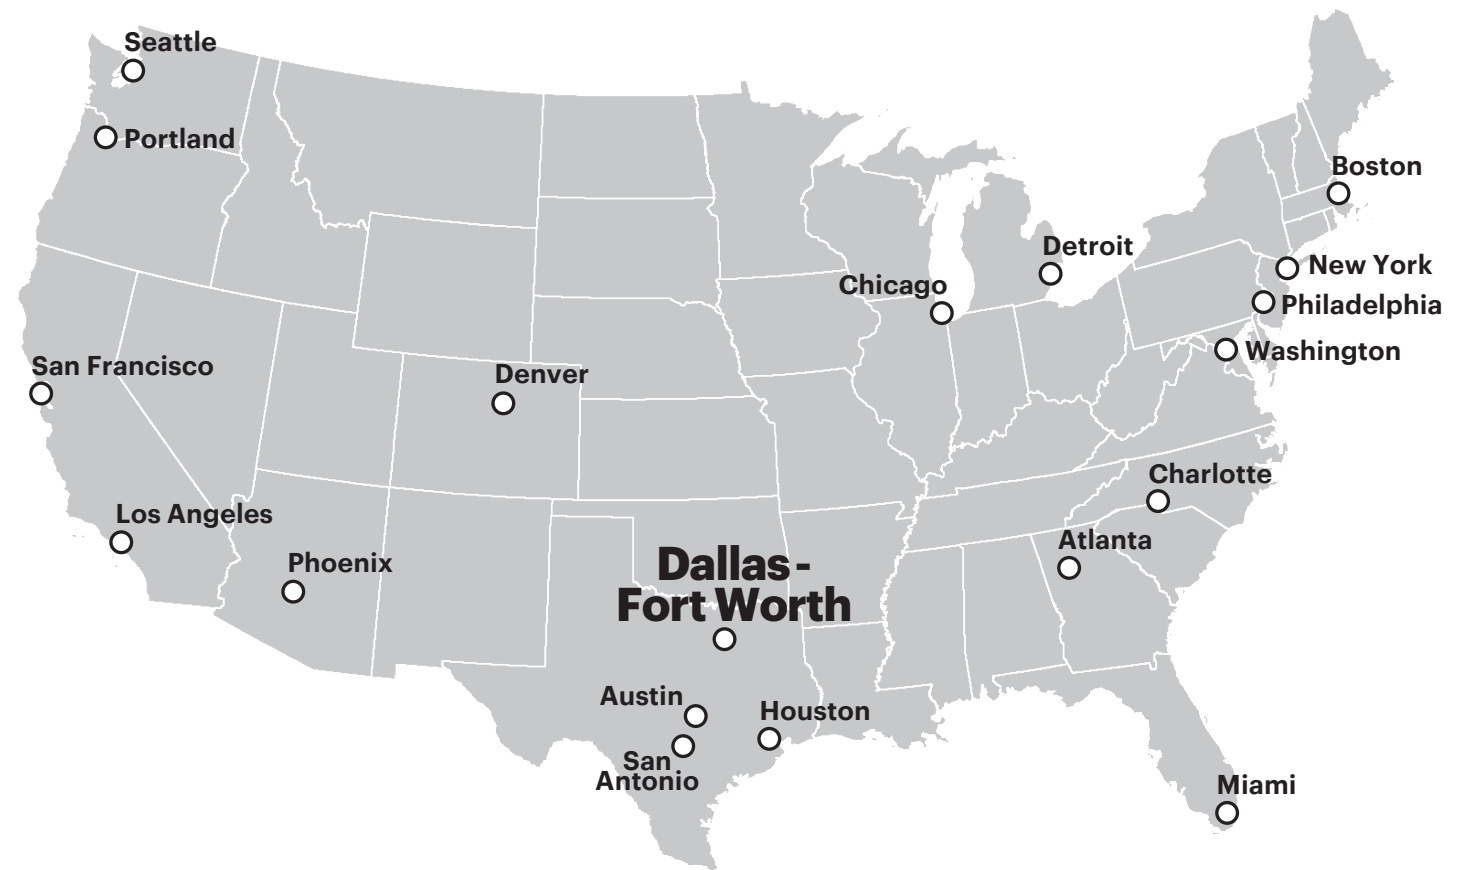 Seattle
Portland
Boston
Detroit
New York
Chicago
Philadelphia
Washington
San Francisco
Denver
Charlotte
Los Angeles
Atlanta
Phoenix
Dallas-
Fort Worth
Austin
Houston
San
Antonio
Miami